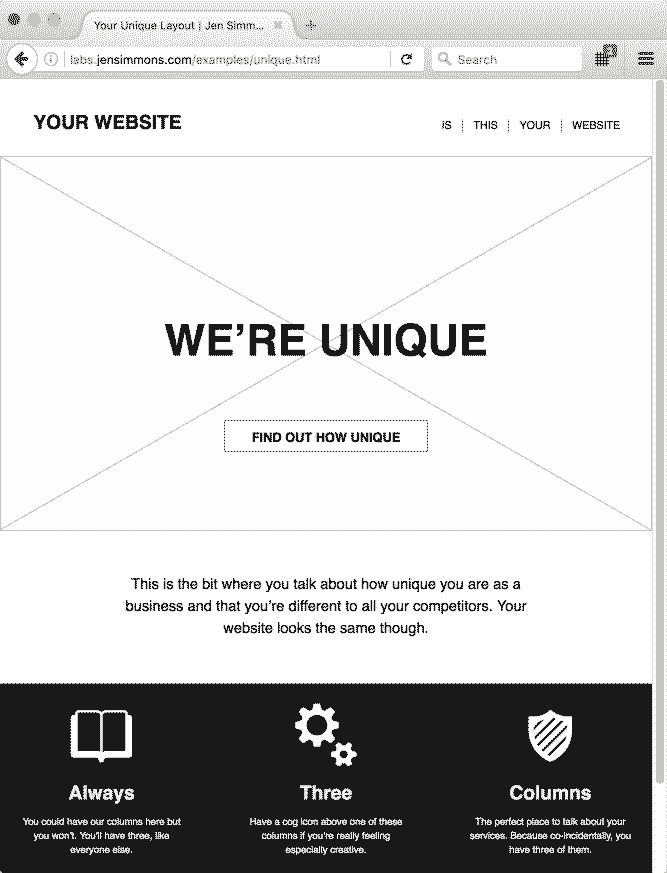 Your Unique Layout | Jen Simm...
labs.jensimmons.com/examples/unique.html
Search
YOUR WEBSITE
IS
THIS
YOUR
WEBSITE
WE’RE UNIQUE
FIND OUT HOW UNIQUE
This is the bit where you talk about how unique you are as a
business and that you’re different to all your competitors. Your
website looks the same though.
Always
You could have our columns here but
you won’t. You’ll have three, like
everyone else.
Three
Have a cog icon above one of these
columns if you’re really feeling
especially creative.
Columns
The perfect place to talk about your
services. Because co-incidentally, you
have three of them.